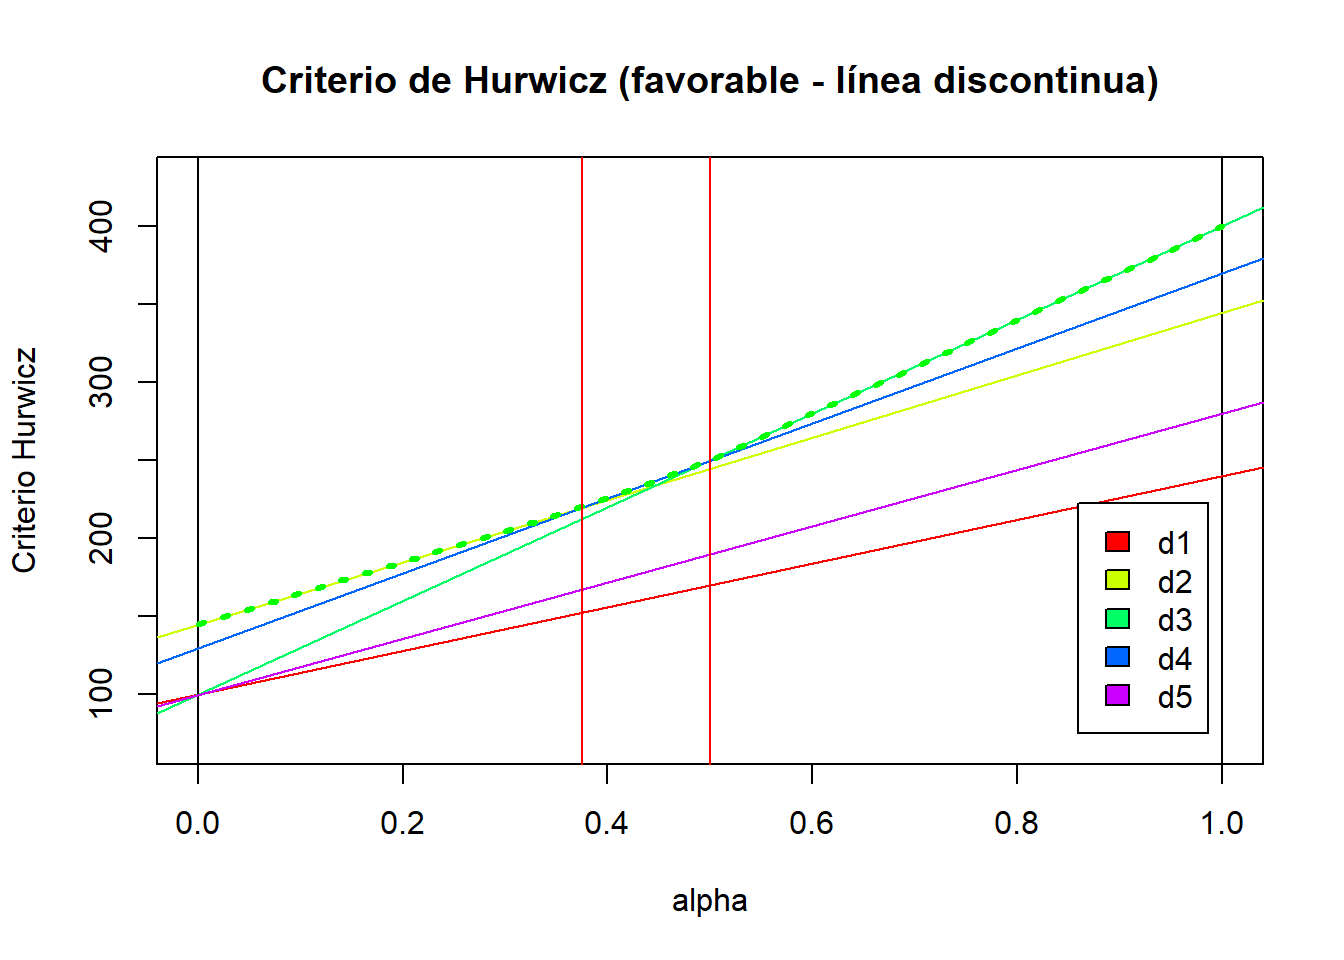 Criterio de Hurwicz (favorable - línea discontinua)
Criterio Hurwicz
400
300
200
100
d1
d2
d3
d4
d5
0.0 0.2 0.4 0.6 0.8 1.0
alpha